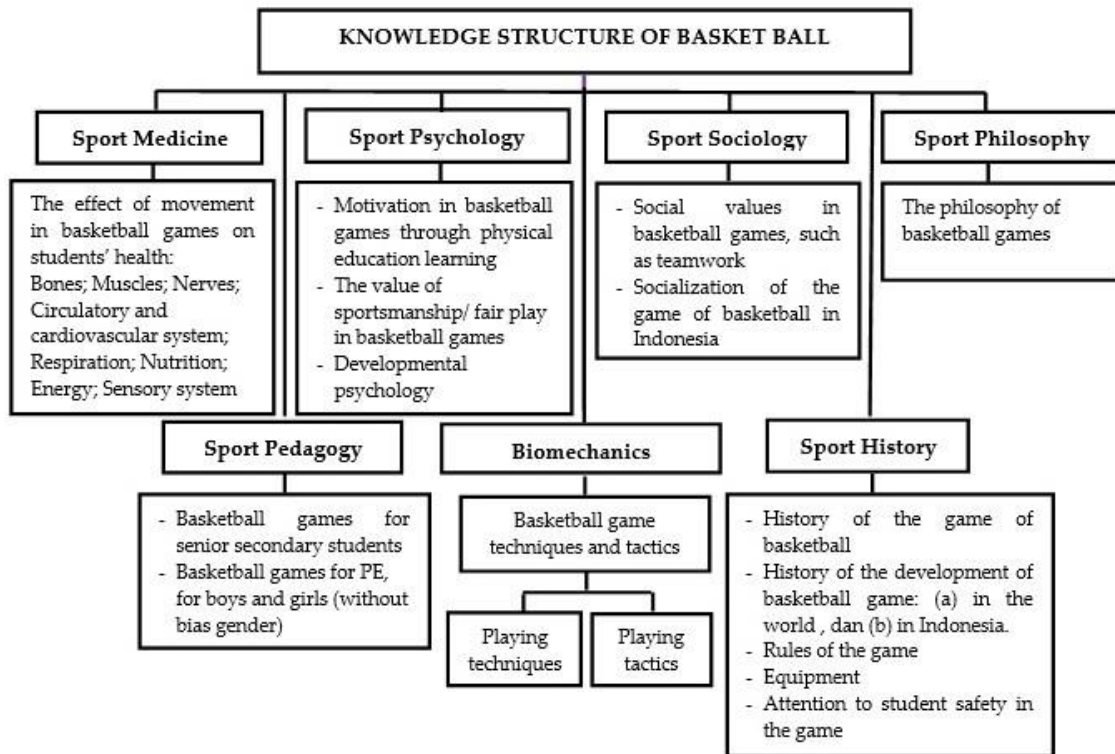 KNOWLEDGE STRUCTURE OF BASKET BALL
Sport Medicine
The effect of movement
in basketball games on
students' health:
Bones; Muscles; Nerves;
Circulatory and
cardiovascular system;
Respiration; Nutrition;
Energy; Sensory system
Sport Psychology
- Motivation in basketball
games through physical
education learning
- The value of
sportsmanship/ fair play
in basketball games
- Developmental
psychology
Sport Sociology
- Social values in
basketball games, such
as teamwork
- Socialization of the
game of basketball in
Indonesia
Sport Philosophy
The philosophy of
basketball games
Sport Pedagogy
- Basketball games for
senior secondary students
- Basketball games for PE,
for boys and girls (without
bias gender)
Biomechanics
Basketball game
techniques and tactics
Playing
techniques
Playing
tactics
Sport History
- History of the game of
basketball
- History of the development of
basketball game: (a) in the
world , dan (b) in Indonesia.
- Rules of the game
- Equipment
- Attention to student safety in
the game